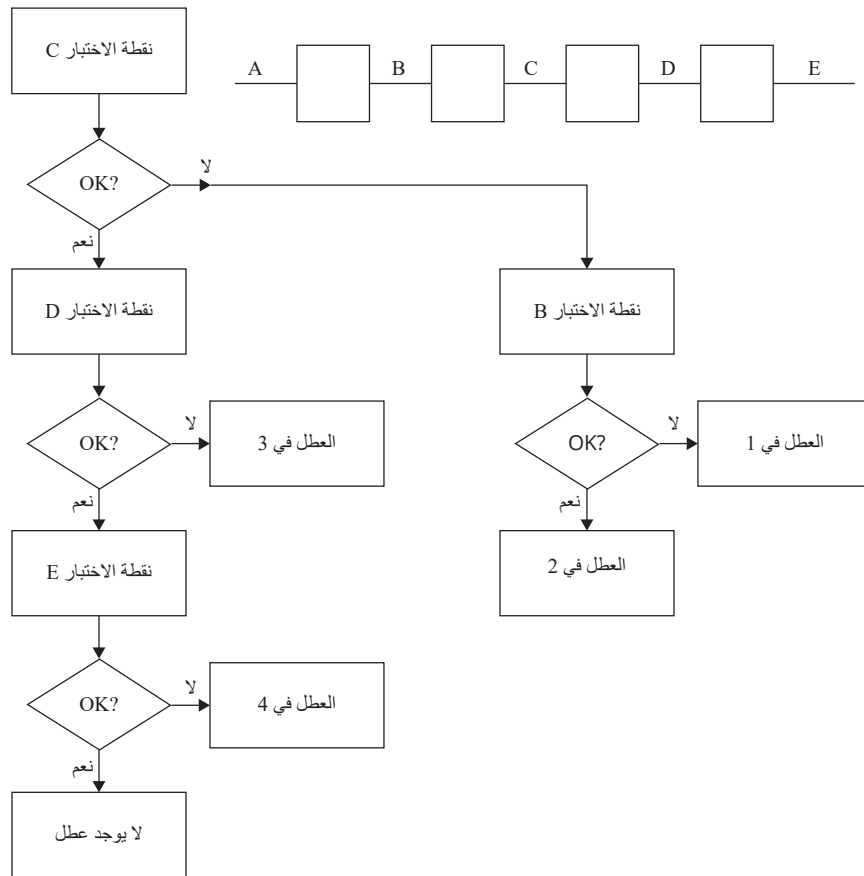 نقطة الاختبار C
A B C D E
OK?
لا
نعم
نقطة الاختبار D
نقطة الاختبار B
OK?
لا
العطل في 3
نعم
OK?
لا
العطل في 1
نعم
نقطة الاختبار E
العطل في 2
OK?
لا
العطل في 4
نعم
لا يوجد عطل